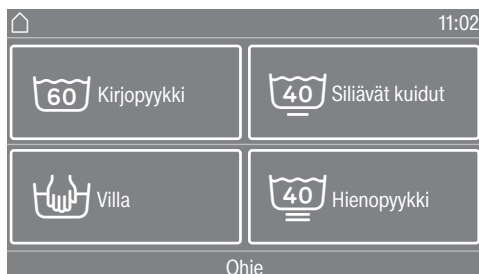 11:02
60 Kirjopyykki
40 Siliävät kuidut
Villa
40 Hienopyykki
Ohje